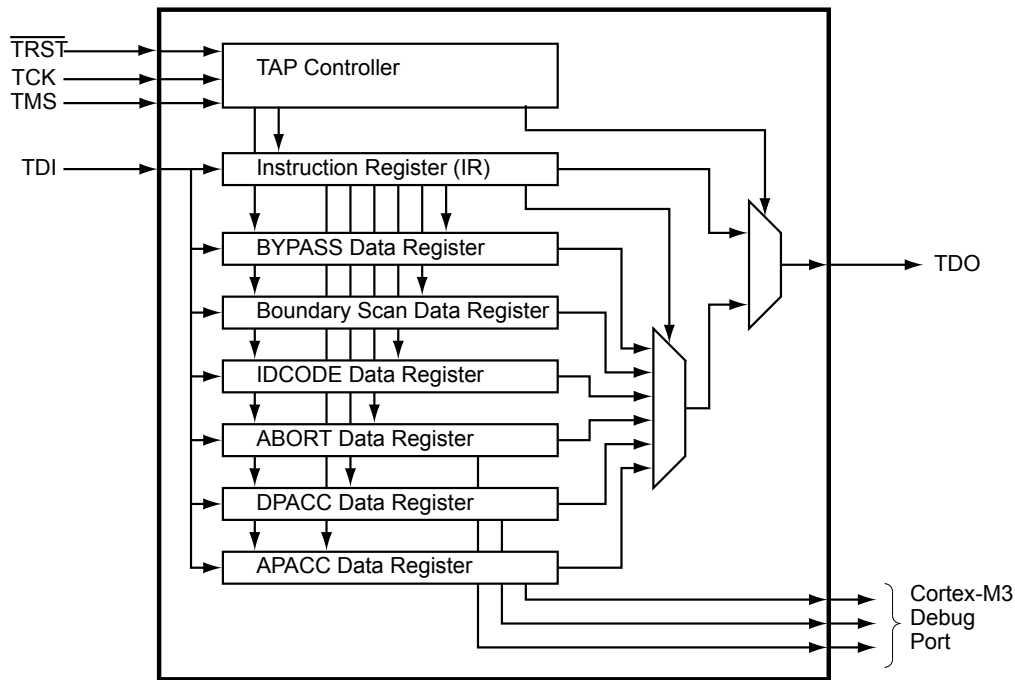 TRST
TCK
TMS
TDI
TAP Controller
Instruction Register (IR)
BYPASS Data Register
Boundary Scan Data Register
IDCODE Data Register
ABORT Data Register
DPACC Data Register
APACC Data Register
TDO
Cortex-M3
Debug
Port